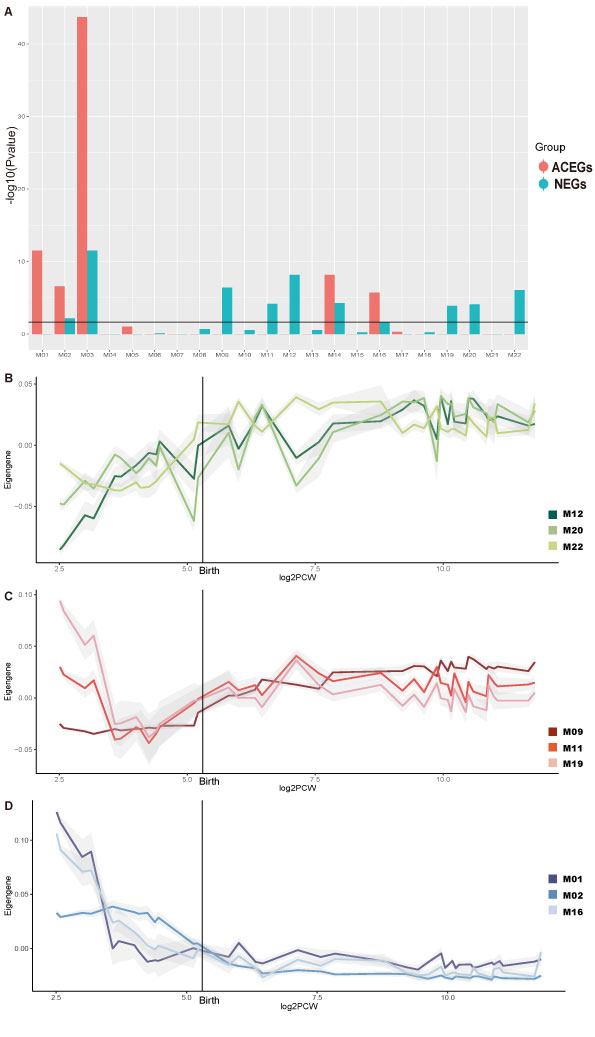 A
-log10(Pvalue)
40
30
20
10
0
M01 M02 M03 M04 M05 M06 M07 M08 M09 M10 M11 M12 M13 M14 M15 M16 M17 M18 M19 M20 M21 M22
Group
ACEGs
NEGs
B
Eigengene
0.05
0.00
−0.05
2.5 5.0 Birth 7.5 10.0
log2PCW
M12
M20
M22
C
Eigengene
0.10
0.05
0.00
−0.05
2.5 5.0 Birth 7.5 10.0
log2PCW
M09
M11
M19
D
Eigengene
0.10
0.05
0.00
2.5 5.0 Birth 7.5 10.0
log2PCW
M01
M02
M16